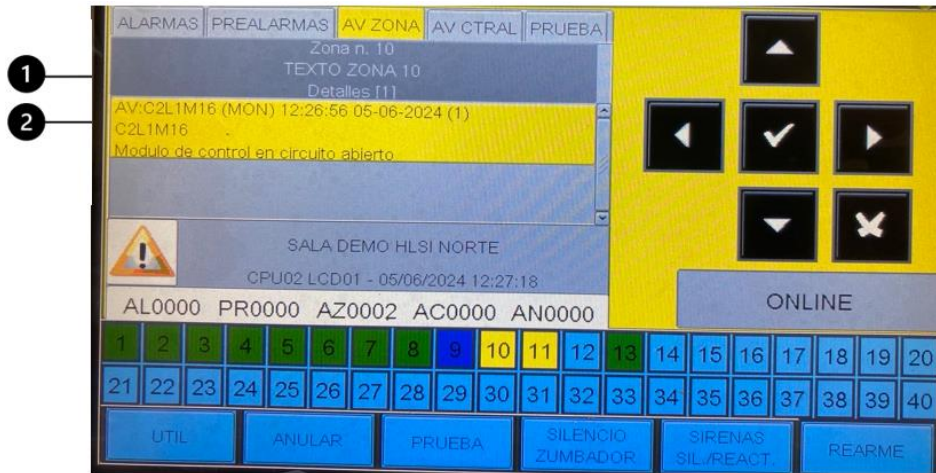 ALARMAS PREALARMAS AV ZONA AV CTRAL PRUEBA
Zona n. 10
1
TEXTO ZONA 10
Detalles [1]
2
AV:C2L1M16 (MON) 12:26:56 05-06-2024 (1)
C2L1M16
Modulo de control en circuito abierto
SALA DEMO HLSI NORTE
CPU02 LCD01 - 05/06/2024 12:27:18
ONLINE
AL0000 PR0000 AZ0002 AC0000 AN0000
1 2 3 4 5 6 7 8 9 10 11 12 13 14 15 16 17 18 19 20
21 22 23 24 25 26 27 28 29 30 31 32 33 34 35 36 37 38 39 40
UTIL ANULAR PRUEBA SILENCIO ZUMBADOR SIRENAS SIL./REACT. REARME